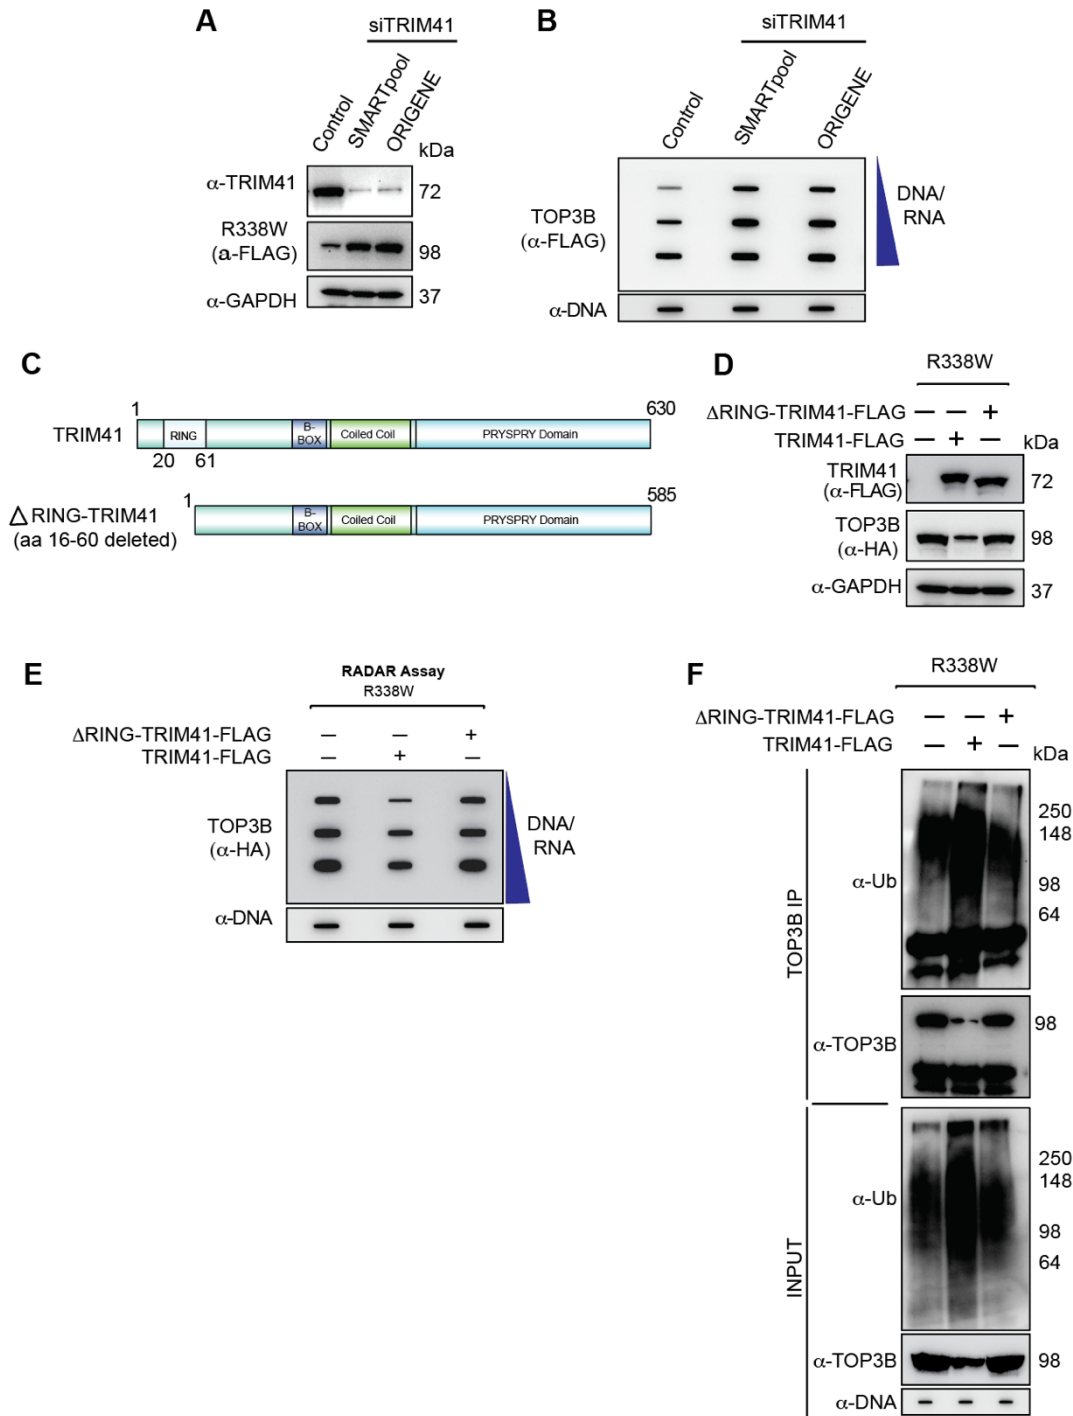 A
siTRIM41
Control
SMARTpool
ORIGENE
kDa
α-TRIM41
72
R338W
(a-FLAG)
98
α-GAPDH
37
B
siTRIM41
Control
SMARTpool
ORIGENE
TOP3B
(α-FLAG)
DNA/
RNA
α-DNA
C
1
630
TRIM41
RING
B-
BOX
Coiled Coil
PRYSPRY Domain
20
61
1
585
△RING-TRIM41
(aa 16-60 deleted)
B-
BOX
Coiled Coil
PRYSPRY Domain
D
R338W
ΔRING-TRIM41-FLAG — — +
TRIM41-FLAG — + —
kDa
TRIM41
(α-FLAG)
72
TOP3B
(α-HA)
98
α-GAPDH
37
E
RADAR Assay
R338W
ΔRING-TRIM41-FLAG — — +
TRIM41-FLAG — + —
TOP3B
(α-HA)
DNA/
RNA
α-DNA
F
R338W
ΔRING-TRIM41-FLAG — — +
TRIM41-FLAG — + —
kDa
TOP3B IP
α-Ub
250
148
98
64
α-TOP3B
98
INPUT
α-Ub
250
148
98
64
α-TOP3B
98
α-DNA